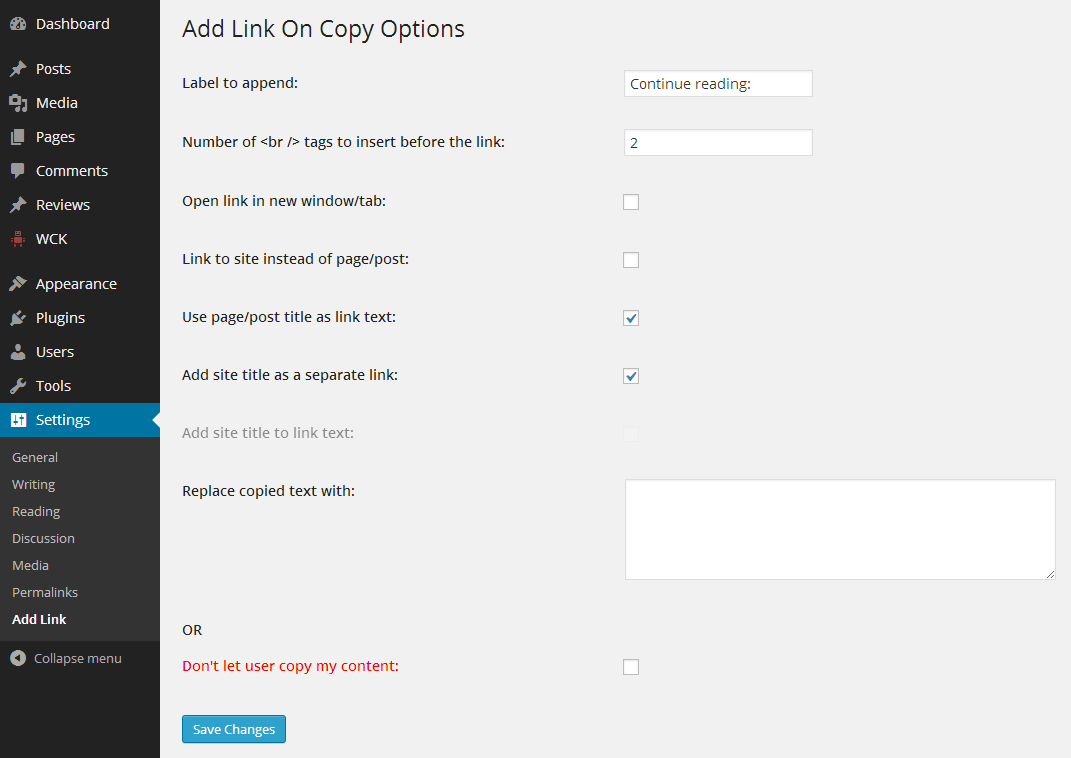 Dashboard
Posts
Media
Pages
Comments
Reviews
WCK
Appearance
Plugins
Users
Tools
Settings
General
Writing
Reading
Discussion
Media
Permalinks
Add Link
Collapse menu
Add Link On Copy Options
Label to append: Continue reading:
Number of <br /> tags to insert before the link: 2
Open link in new window/tab:
Link to site instead of page/post:
Use page/post title as link text:
Add site title as a separate link:
Add site title to link text:
Replace copied text with:
OR
Don't let user copy my content:
Save Changes